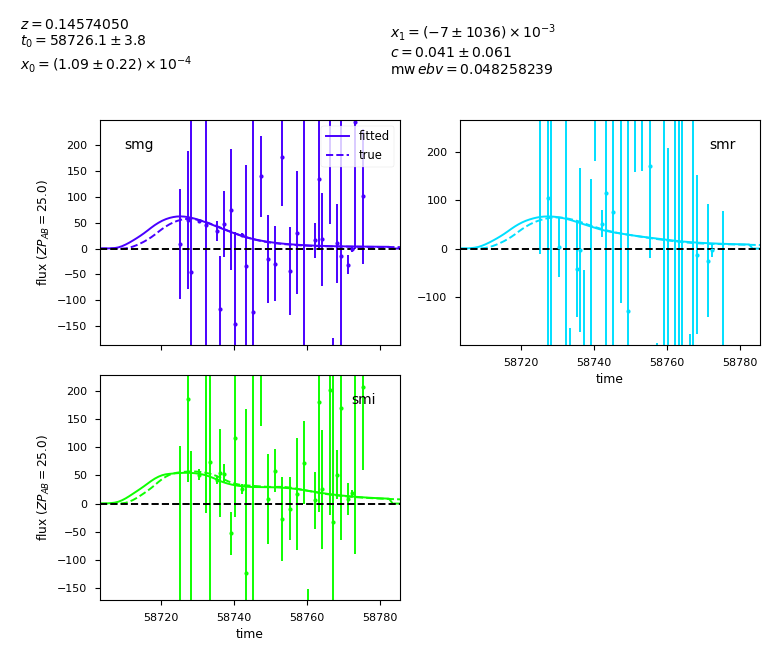 z = 0.14574050
t₀ = 58726.1 ± 3.8
x₀ = (1.09 ± 0.22) × 10⁻⁴
x₁ = (−7 ± 1036) × 10⁻³
c = 0.041 ± 0.061
mw ebv = 0.048258239
smg
fitted
true
200
150
100
50
0
−50
−100
−150
flux (ZP_AB = 25.0)
smr
200
100
0
−100
58720
58740
58760
58780
time
smi
200
150
100
50
0
−50
−100
−150
flux (ZP_AB = 25.0)
58720
58740
58760
58780
time